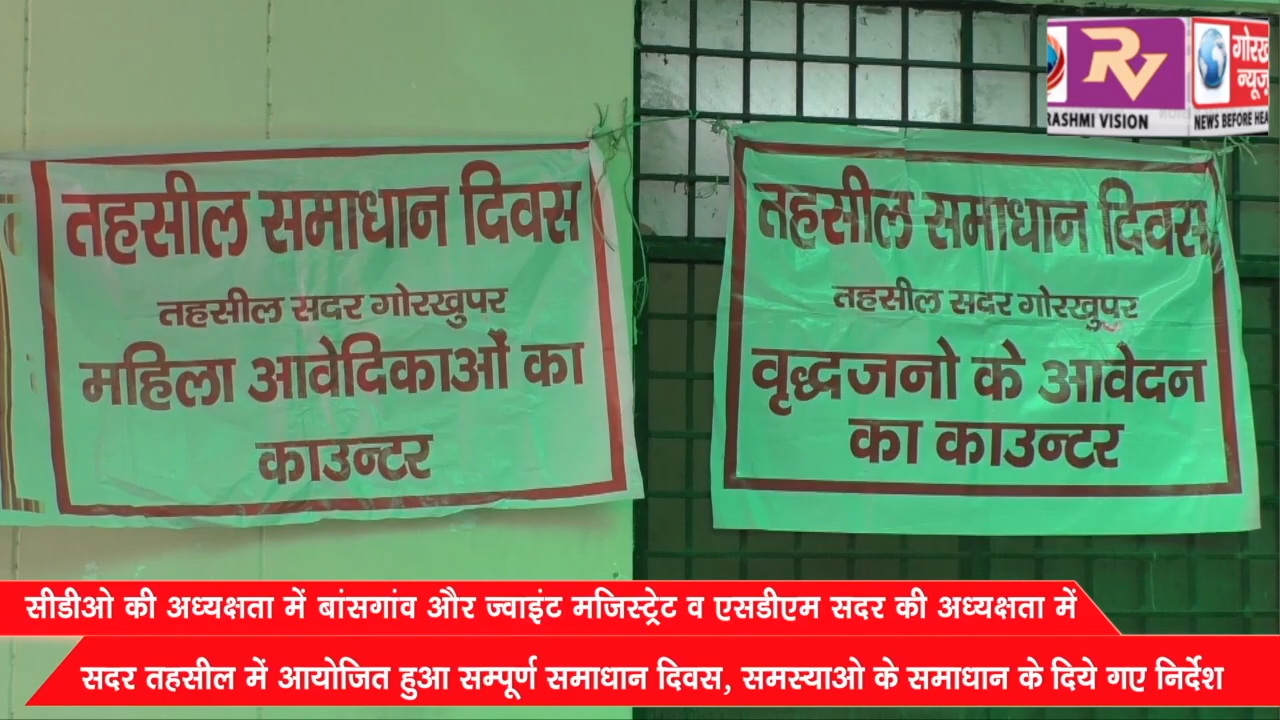 तहसील समाधान दिवस
तहसील सदर गोरखुपर
महिला आवेदिकाओं का
काउन्टर
तहसील समाधान दिवस
तहसील सदर गोरखुपर
वृद्धजनो के आवेदन
का काउन्टर
RV
RASHMI VISION
गोरख
न्यूज़
NEWS BEFORE HEA
सीडीओ की अध्यक्षता में बांसगांव और ज्वाइंट मजिस्ट्रेट व एसडीएम सदर की अध्यक्षता में
सदर तहसील में आयोजित हुआ सम्पूर्ण समाधान दिवस, समस्याओ के समाधान के दिये गए निर्देश